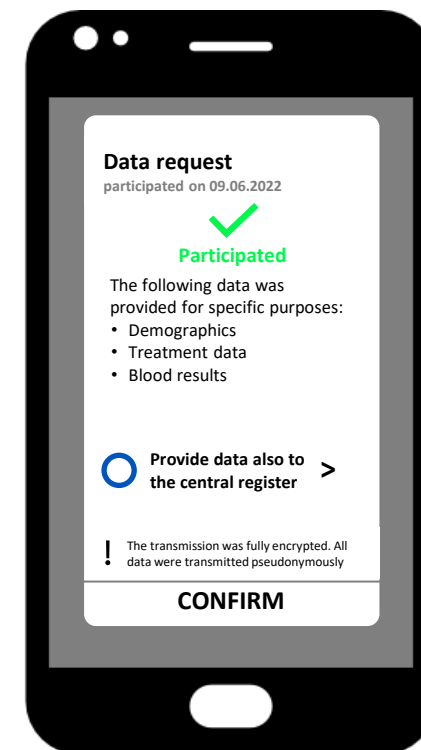 Data request
participated on 09.06.2022
Participated
The following data was
provided for specific purposes:
• Demographics
• Treatment data
• Blood results
Provide data also to >
the central register
! The transmission was fully encrypted. All
data were transmitted pseudonymously
CONFIRM